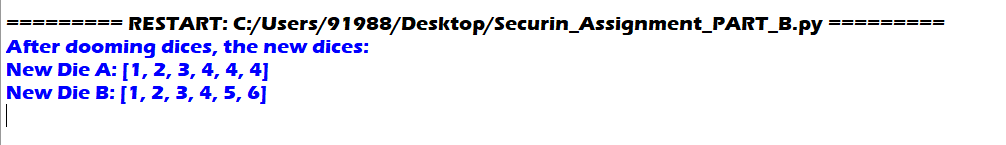 ========= RESTART: C:/Users/91988/Desktop/Securin_Assignment_PART_B.py =========
After dooming dices, the new dices:
New Die A: [1, 2, 3, 4, 4, 4]
New Die B: [1, 2, 3, 4, 5, 6]